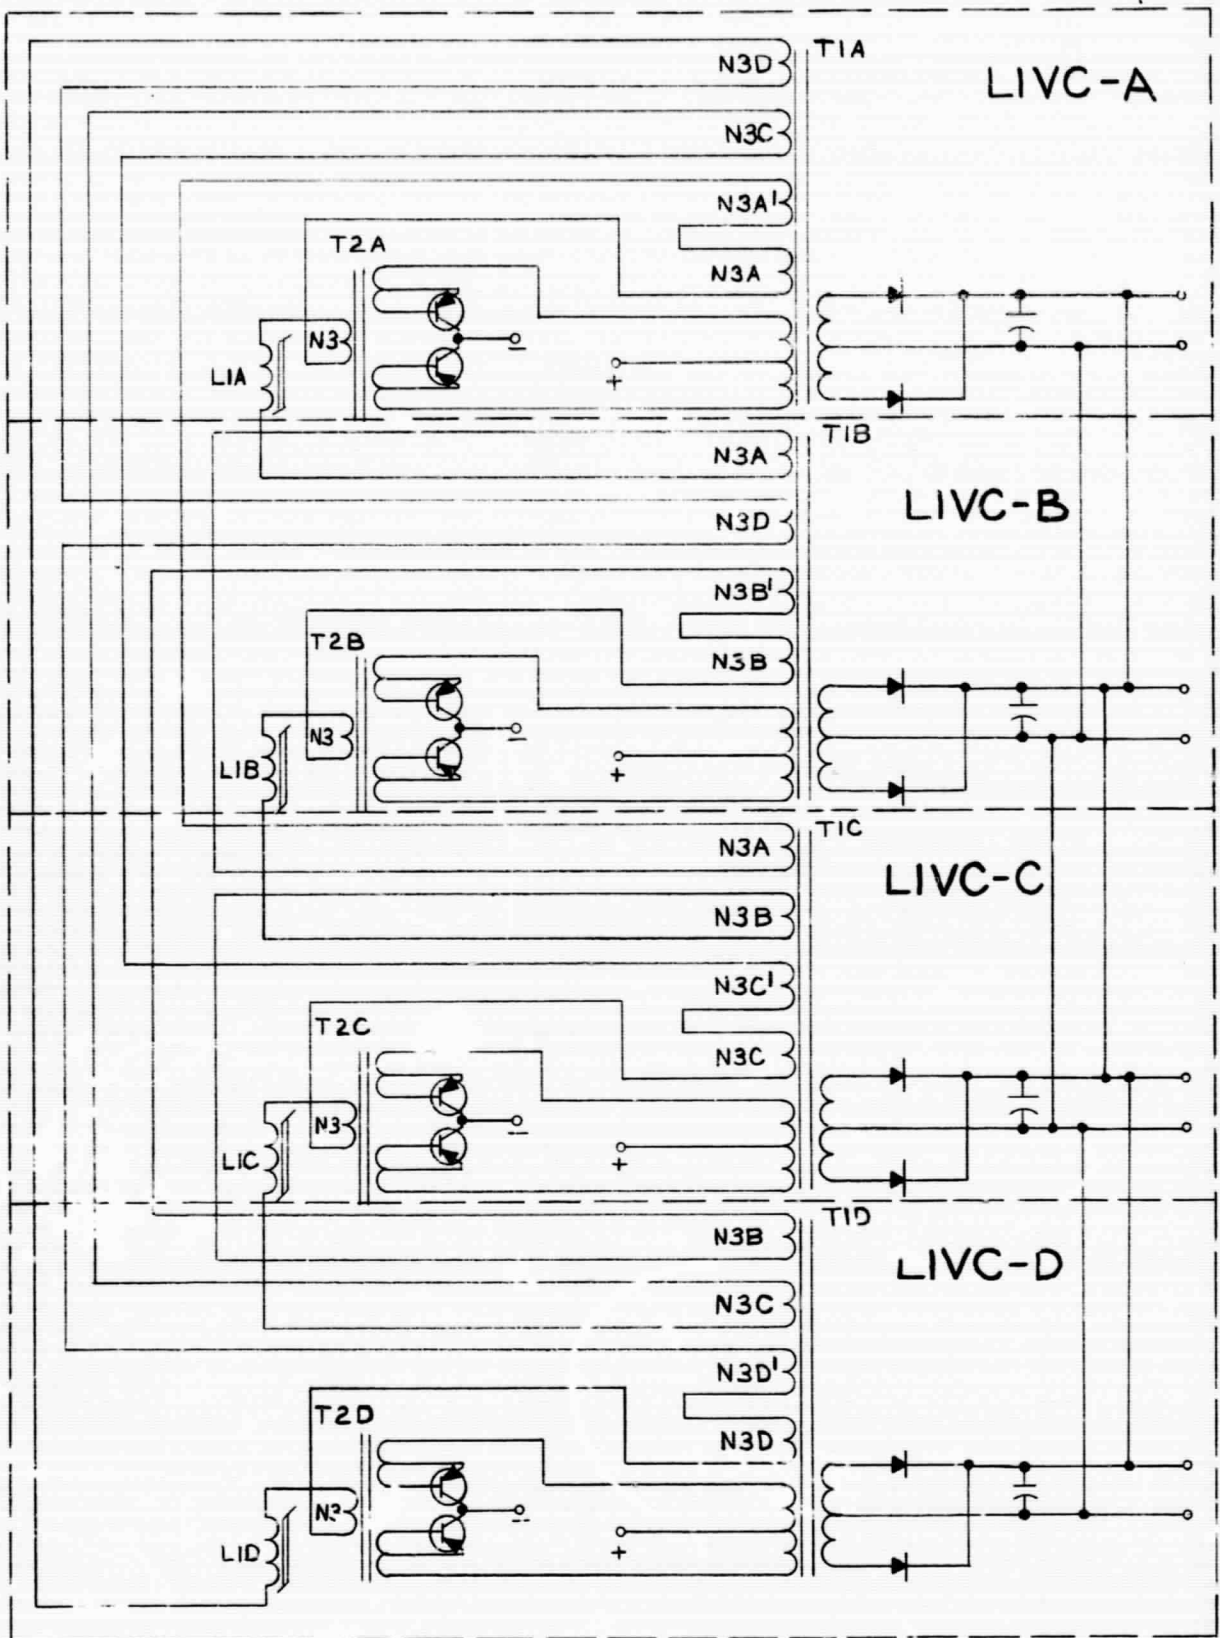 T1A
N3D
LIVC-A
N3C
N3A'
T2A
N3A
N3
L1A
−
+
T1B
N3A
LIVC-B
N3D
N3B'
T2B
N3B
N3
L1B
−
+
T1C
N3A
LIVC-C
N3B
N3C'
T2C
N3C
N3
L1C
−
+
T1D
N3B
LIVC-D
N3C
N3D'
T2D
N3D
N3
L1D
−
+